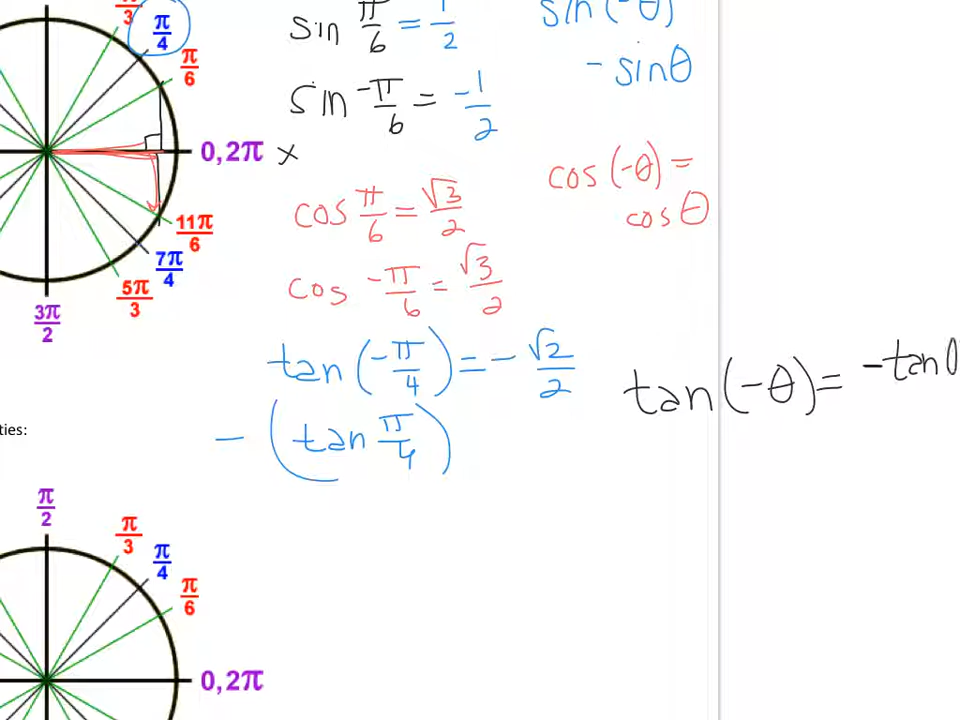 π/3
π/4
π/6
0,2π
11π/6
7π/4
5π/3
3π/2
sin π/6 = 1/2
sin -π/6 = -1/2
x
cos π/6 = √3/2
cos -π/6 = √3/2
tan(-π/4) = - √2/2
- (tan π/4)
sin(-θ)
- sinθ
cos(-θ) =
cosθ
tan(-θ) = -tanθ
ties:
π/2
π/3
π/4
π/6
0,2π